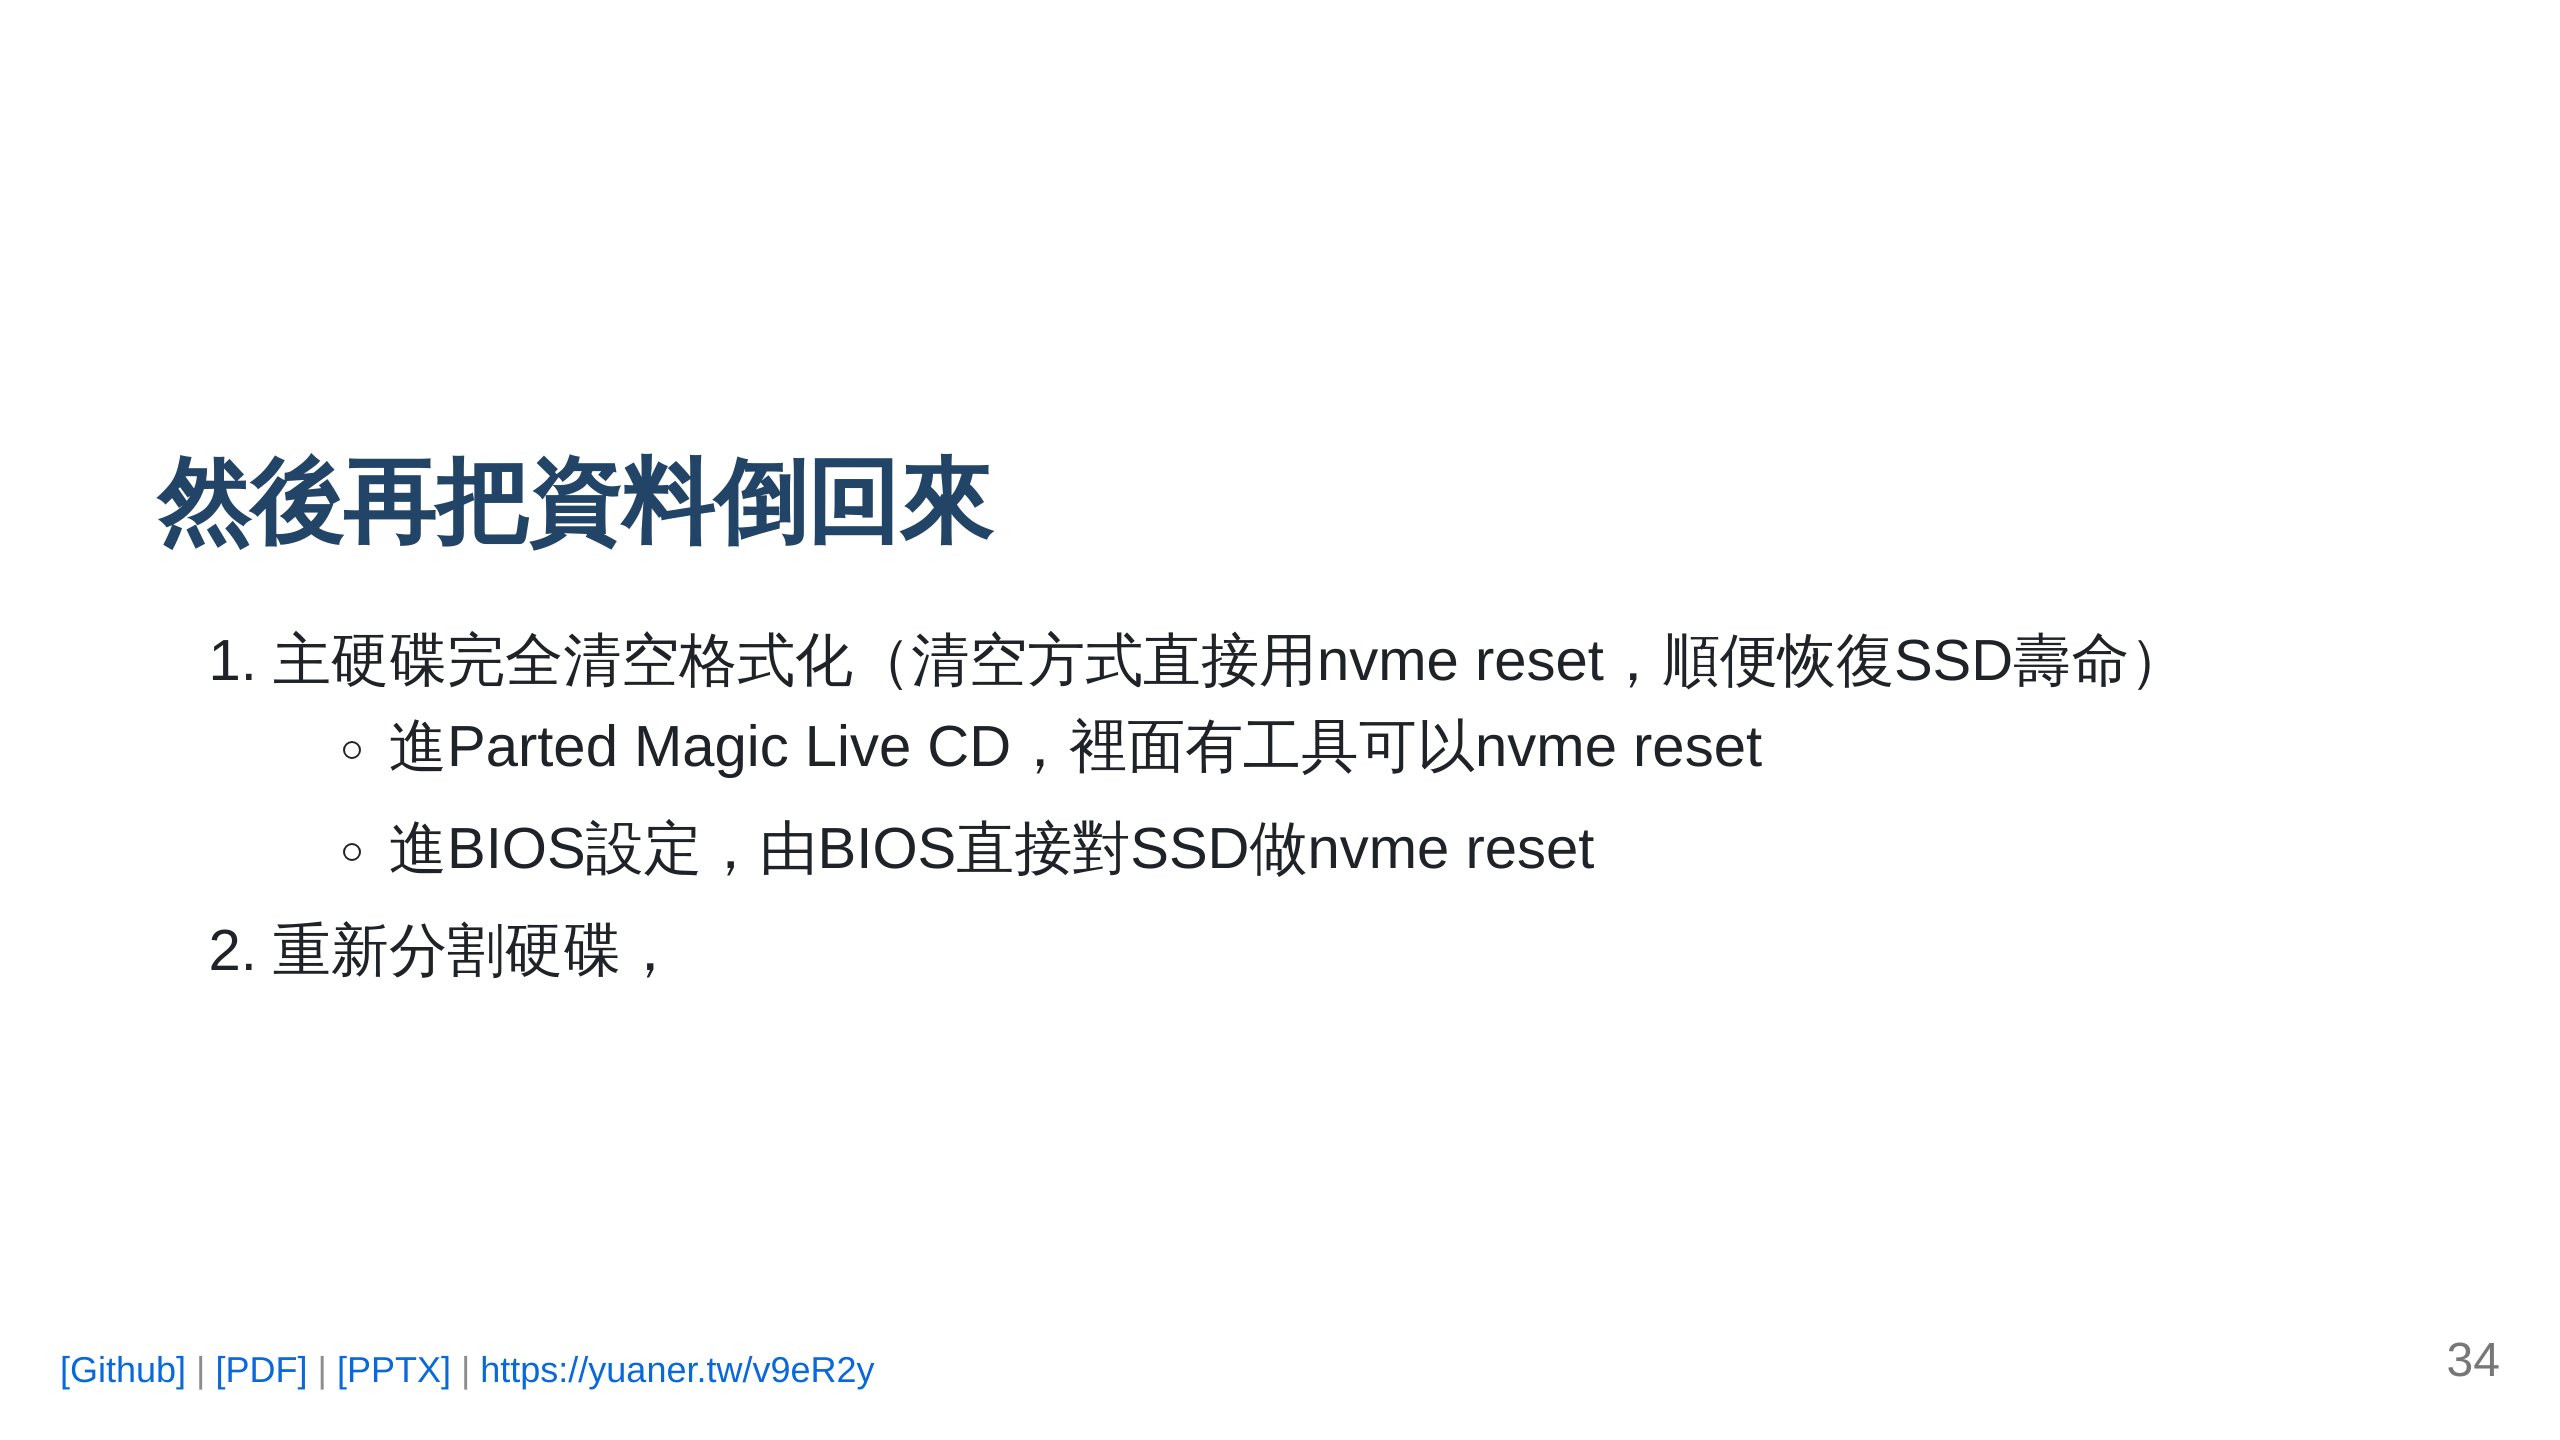 然後再把資料倒回來
1. 主硬碟完全清空格式化（清空方式直接用nvme reset，順便恢復SSD壽命）
◦ 進Parted Magic Live CD，裡面有工具可以nvme reset
◦ 進BIOS設定，由BIOS直接對SSD做nvme reset
2. 重新分割硬碟，
[Github] | [PDF] | [PPTX] | https://yuaner.tw/v9eR2y
34